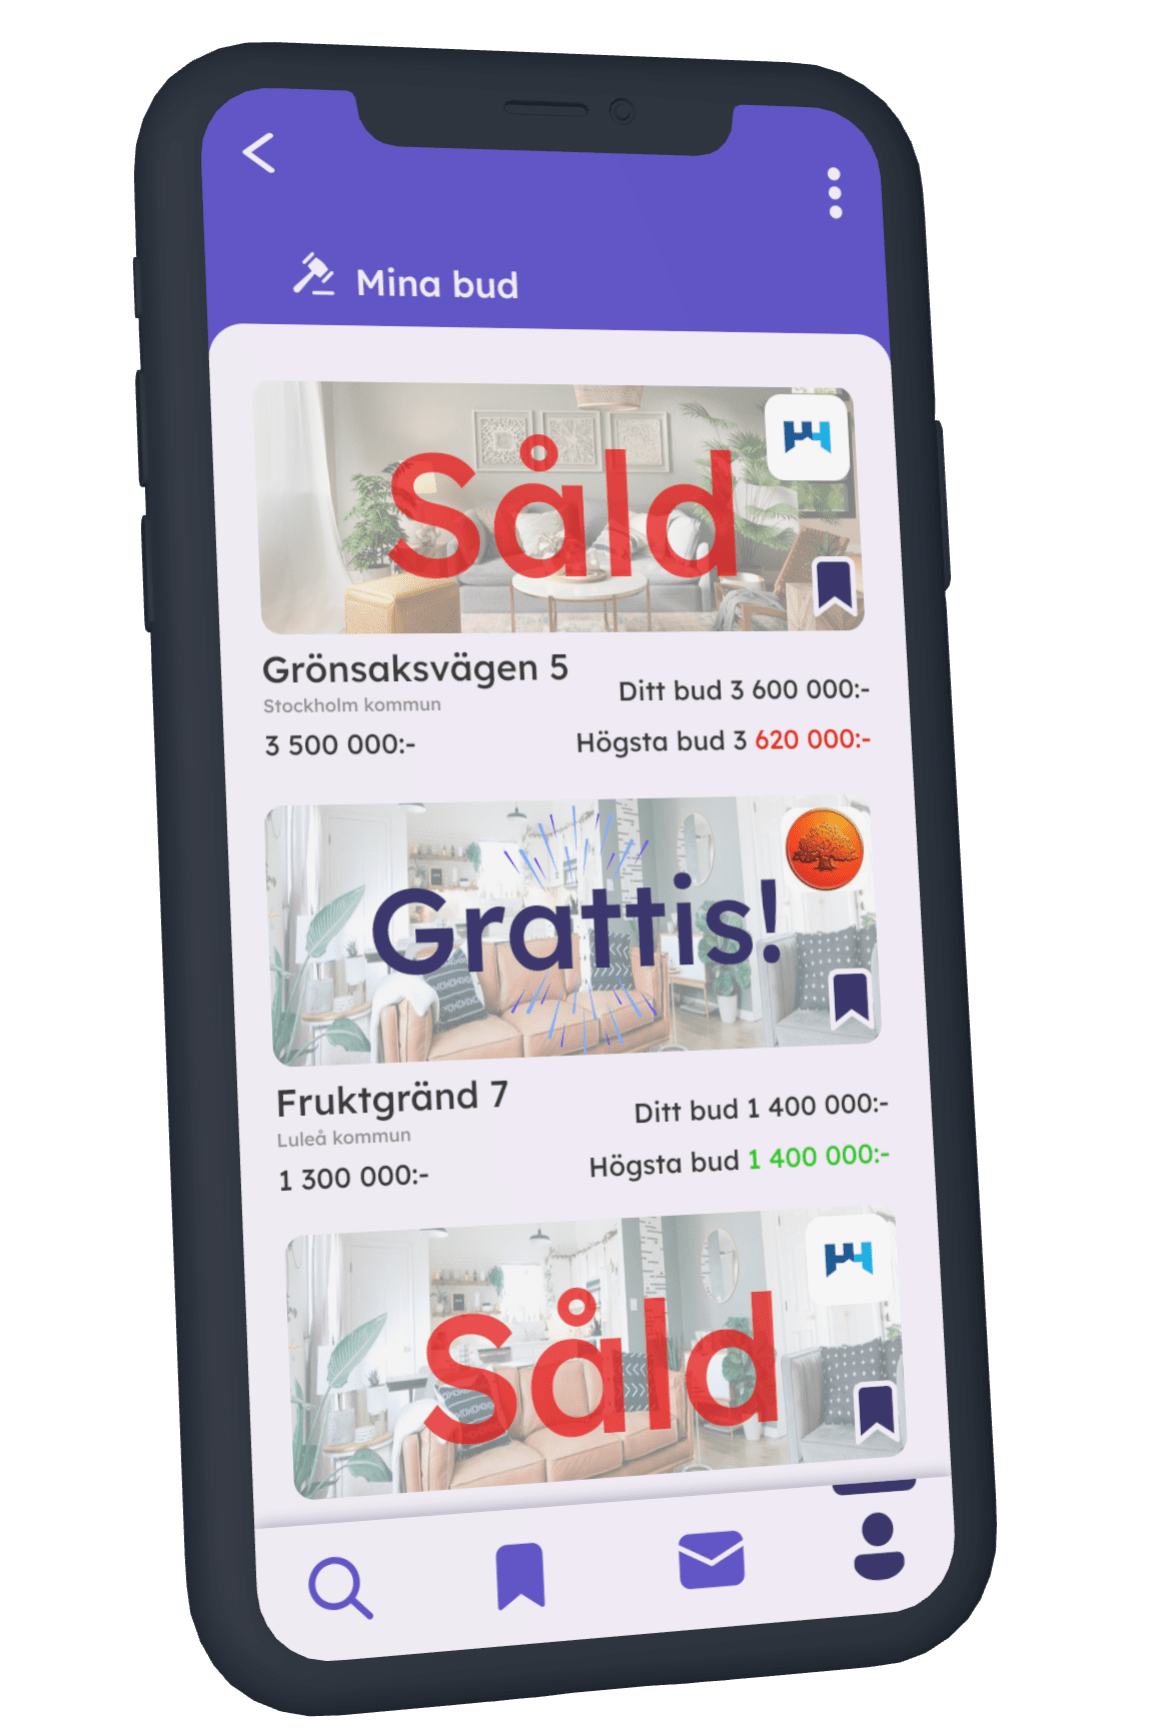 Mina bud
Såld
Grönsaksvägen 5
Stockholm kommun
3 500 000:-
Ditt bud 3 600 000:-
Högsta bud 3 620 000:-
Grattis!
Fruktgränd 7
Luleå kommun
1 300 000:-
Ditt bud 1 400 000:-
Högsta bud 1 400 000:-
Såld